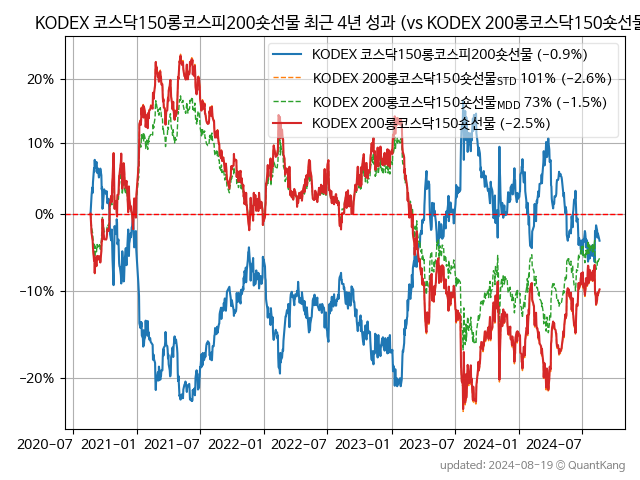 KODEX 코스닥150롱코스피200숏선물 최근 4년 성과 (vs KODEX 200롱코스닥150숏선물
KODEX 코스닥150롱코스피200숏선물 (−0.9%)
KODEX 200롱코스닥150숏선물STD 101% (−2.6%)
KODEX 200롱코스닥150숏선물MDD 73% (−1.5%)
KODEX 200롱코스닥150숏선물 (−2.5%)
20%
10%
0%
−10%
−20%
2020-07 2021-01 2021-07 2022-01 2022-07 2023-01 2023-07 2024-01 2024-07
updated: 2024-08-19 © QuantKang